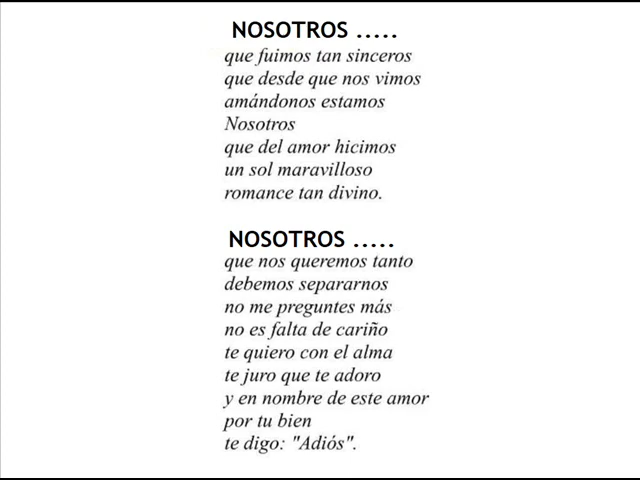 NOSOTROS .....
que fuimos tan sinceros
que desde que nos vimos
amándonos estamos
Nosotros
que del amor hicimos
un sol maravilloso
romance tan divino.
NOSOTROS .....
que nos queremos tanto
debemos separarnos
no me preguntes más
no es falta de cariño
te quiero con el alma
te juro que te adoro
y en nombre de este amor
por tu bien
te digo: "Adiós".